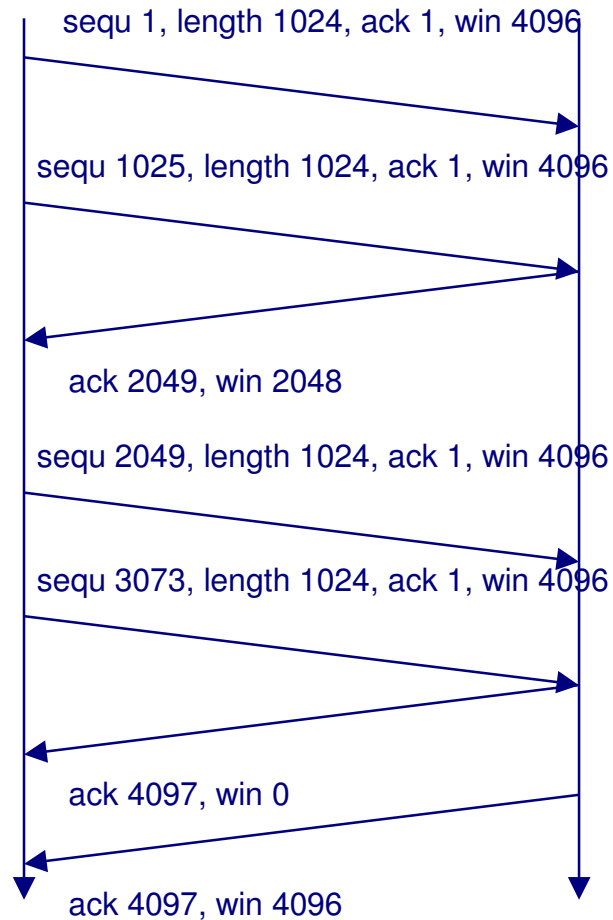 sequ 1, length 1024, ack 1, win 4096
sequ 1025, length 1024, ack 1, win 4096
ack 2049, win 2048
sequ 2049, length 1024, ack 1, win 4096
sequ 3073, length 1024, ack 1, win 4096
ack 4097, win 0
ack 4097, win 4096